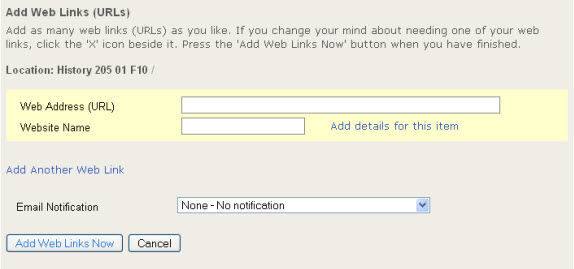 Add Web Links (URLs)
Add as many web links (URLs) as you like. If you change your mind about needing one of your web
links, click the 'X' icon beside it. Press the 'Add Web Links Now' button when you have finished.
Location: History 205 01 F10 /
Web Address (URL)
Website Name Add details for this item
Add Another Web Link
Email Notification None - No notification
Add Web Links Now Cancel